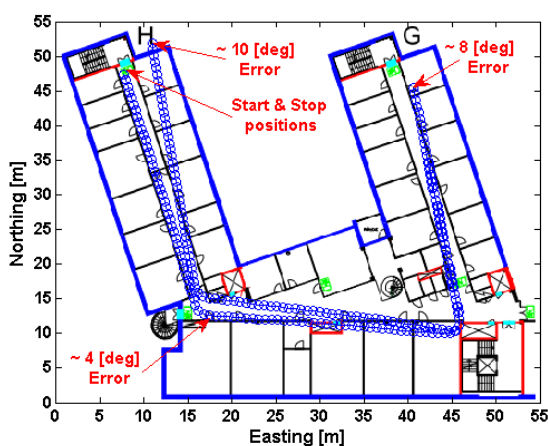 H
G
~ 10 [deg]
Error
~ 8 [deg]
Error
Start & Stop
positions
~ 4 [deg]
Error
Northing [m]
55
50
45
40
35
30
25
20
15
10
5
0
0 5 10 15 20 25 30 35 40 45 50 55
Easting [m]